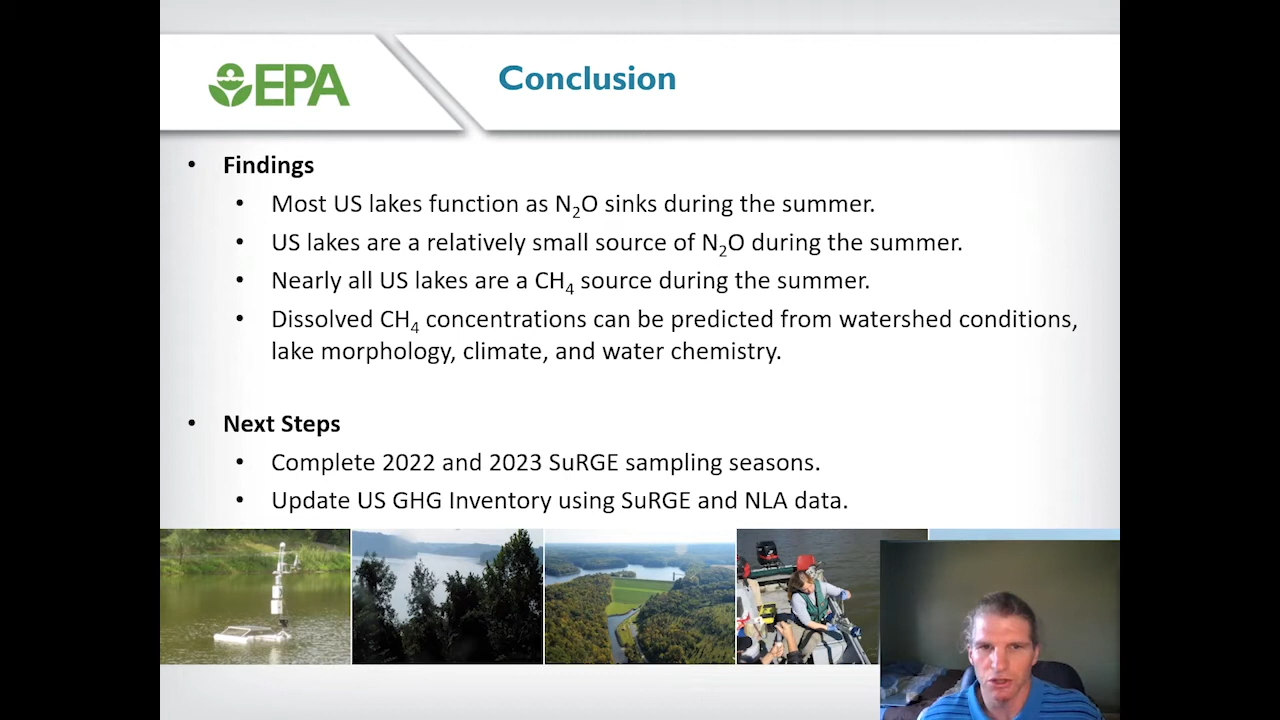 EPA
Conclusion
• Findings
• Most US lakes function as N₂O sinks during the summer.
• US lakes are a relatively small source of N₂O during the summer.
• Nearly all US lakes are a CH₄ source during the summer.
• Dissolved CH₄ concentrations can be predicted from watershed conditions,
lake morphology, climate, and water chemistry.
• Next Steps
• Complete 2022 and 2023 SuRGE sampling seasons.
• Update US GHG Inventory using SuRGE and NLA data.